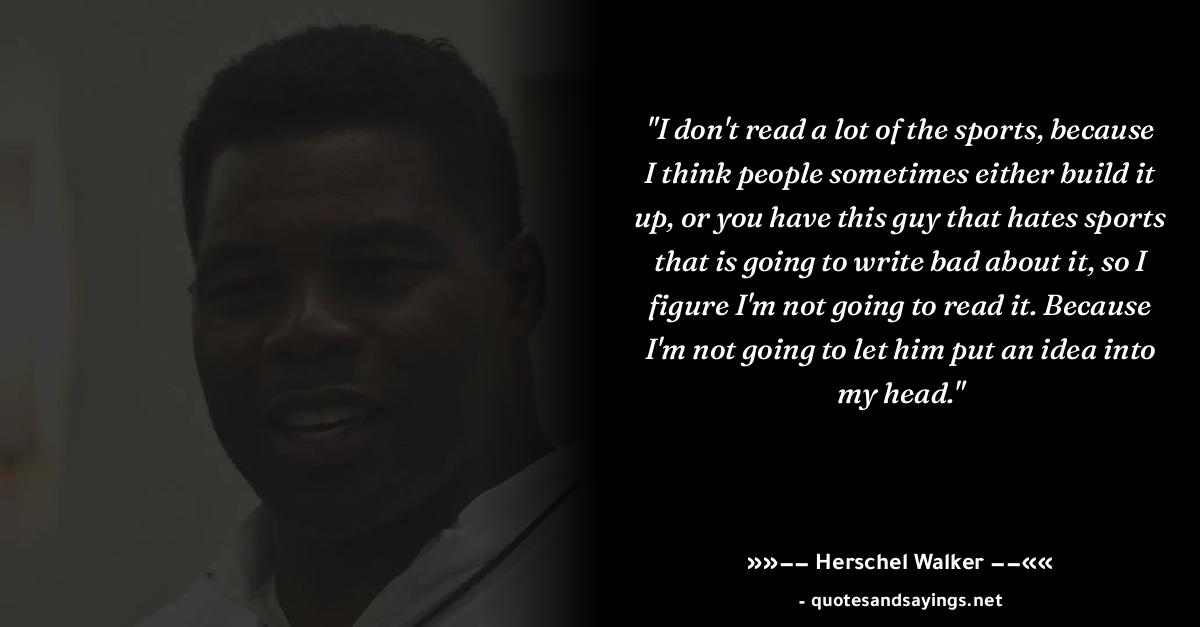 "I don't read a lot of the sports, because
I think people sometimes either build it
up, or you have this guy that hates sports
that is going to write bad about it, so I
figure I'm not going to read it. Because
I'm not going to let him put an idea into
my head."
»»–– Herschel Walker ––««
- quotesandsayings.net